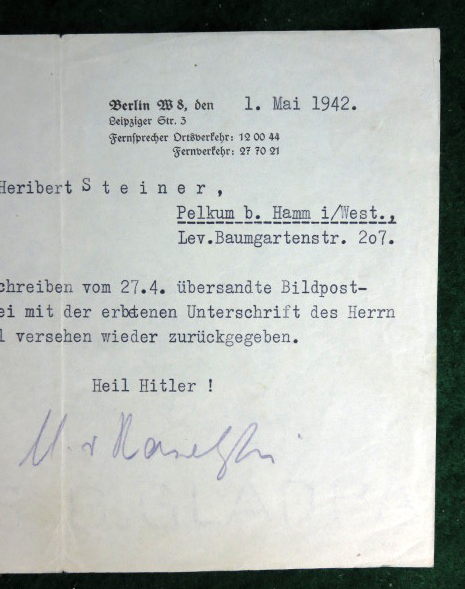 Berlin W 8, den 1. Mai 1942.
Leipziger Str. 3
Fernsprecher Ortsverkehr: 12 00 44
Fernverkehr: 27 70 21
Heribert Steiner,
Pelkum b. Hamm i/West.,
Lev.Baumgartenstr. 2o7.
chreiben vom 27.4. übersandte Bildpost-
ei mit der erbetenen Unterschrift des Herrn
l versehen wieder zurückgegeben.
Heil Hitler !